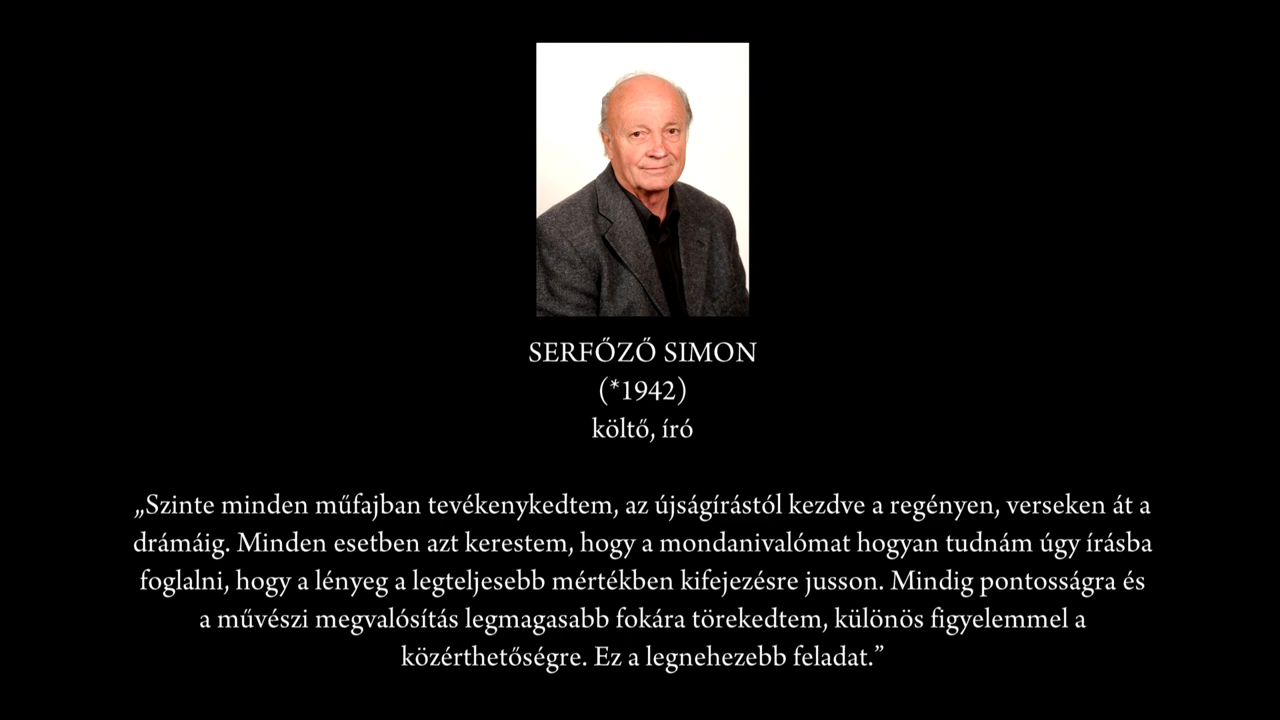 SERFŐZŐ SIMON
(*1942)
költő, író
„Szinte minden műfajban tevékenykedtem, az újságírástól kezdve a regényen, verseken át a
drámáig. Minden esetben azt kerestem, hogy a mondanivalómat hogyan tudnám úgy írásba
foglalni, hogy a lényeg a legteljesebb mértékben kifejezésre jusson. Mindig pontosságra és
a művészi megvalósítás legmagasabb fokára törekedtem, különös figyelemmel a
közérthetőségre. Ez a legnehezebb feladat.”